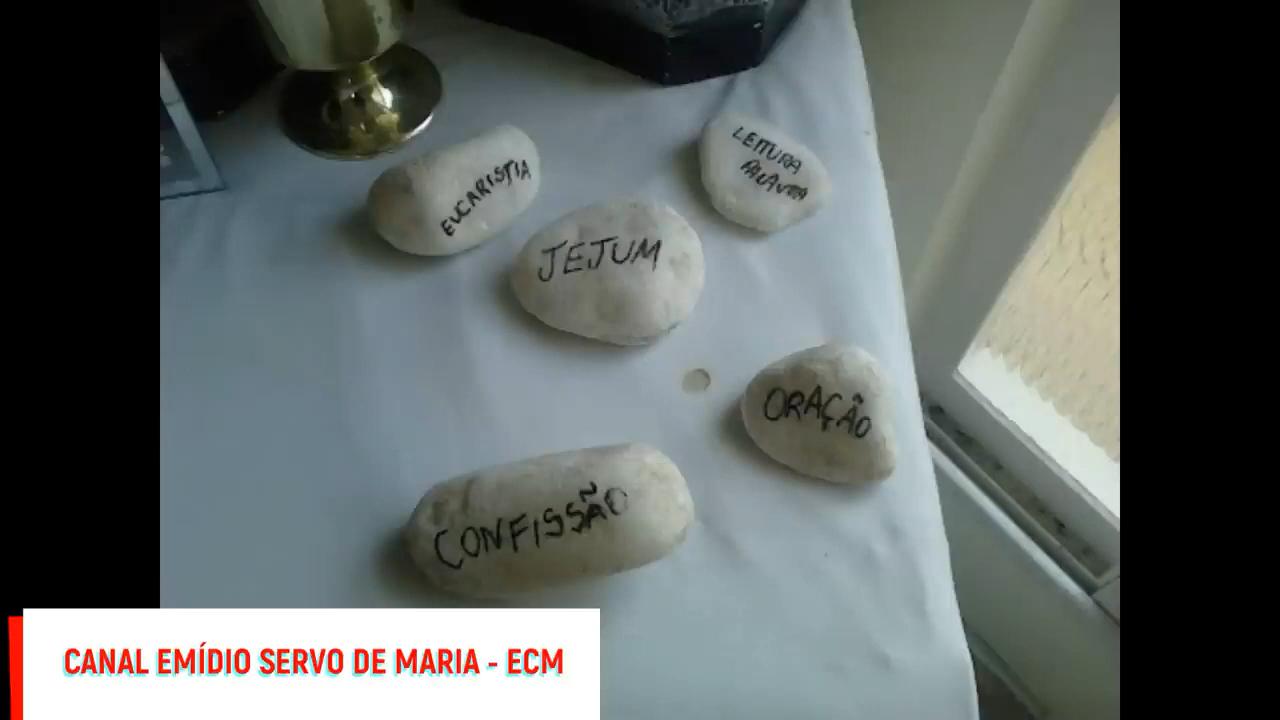 EUCARISTIA
LEITURA
PALAVRA
JEJUM
ORAÇÃO
CONFISSÃO
CANAL EMÍDIO SERVO DE MARIA - ECM